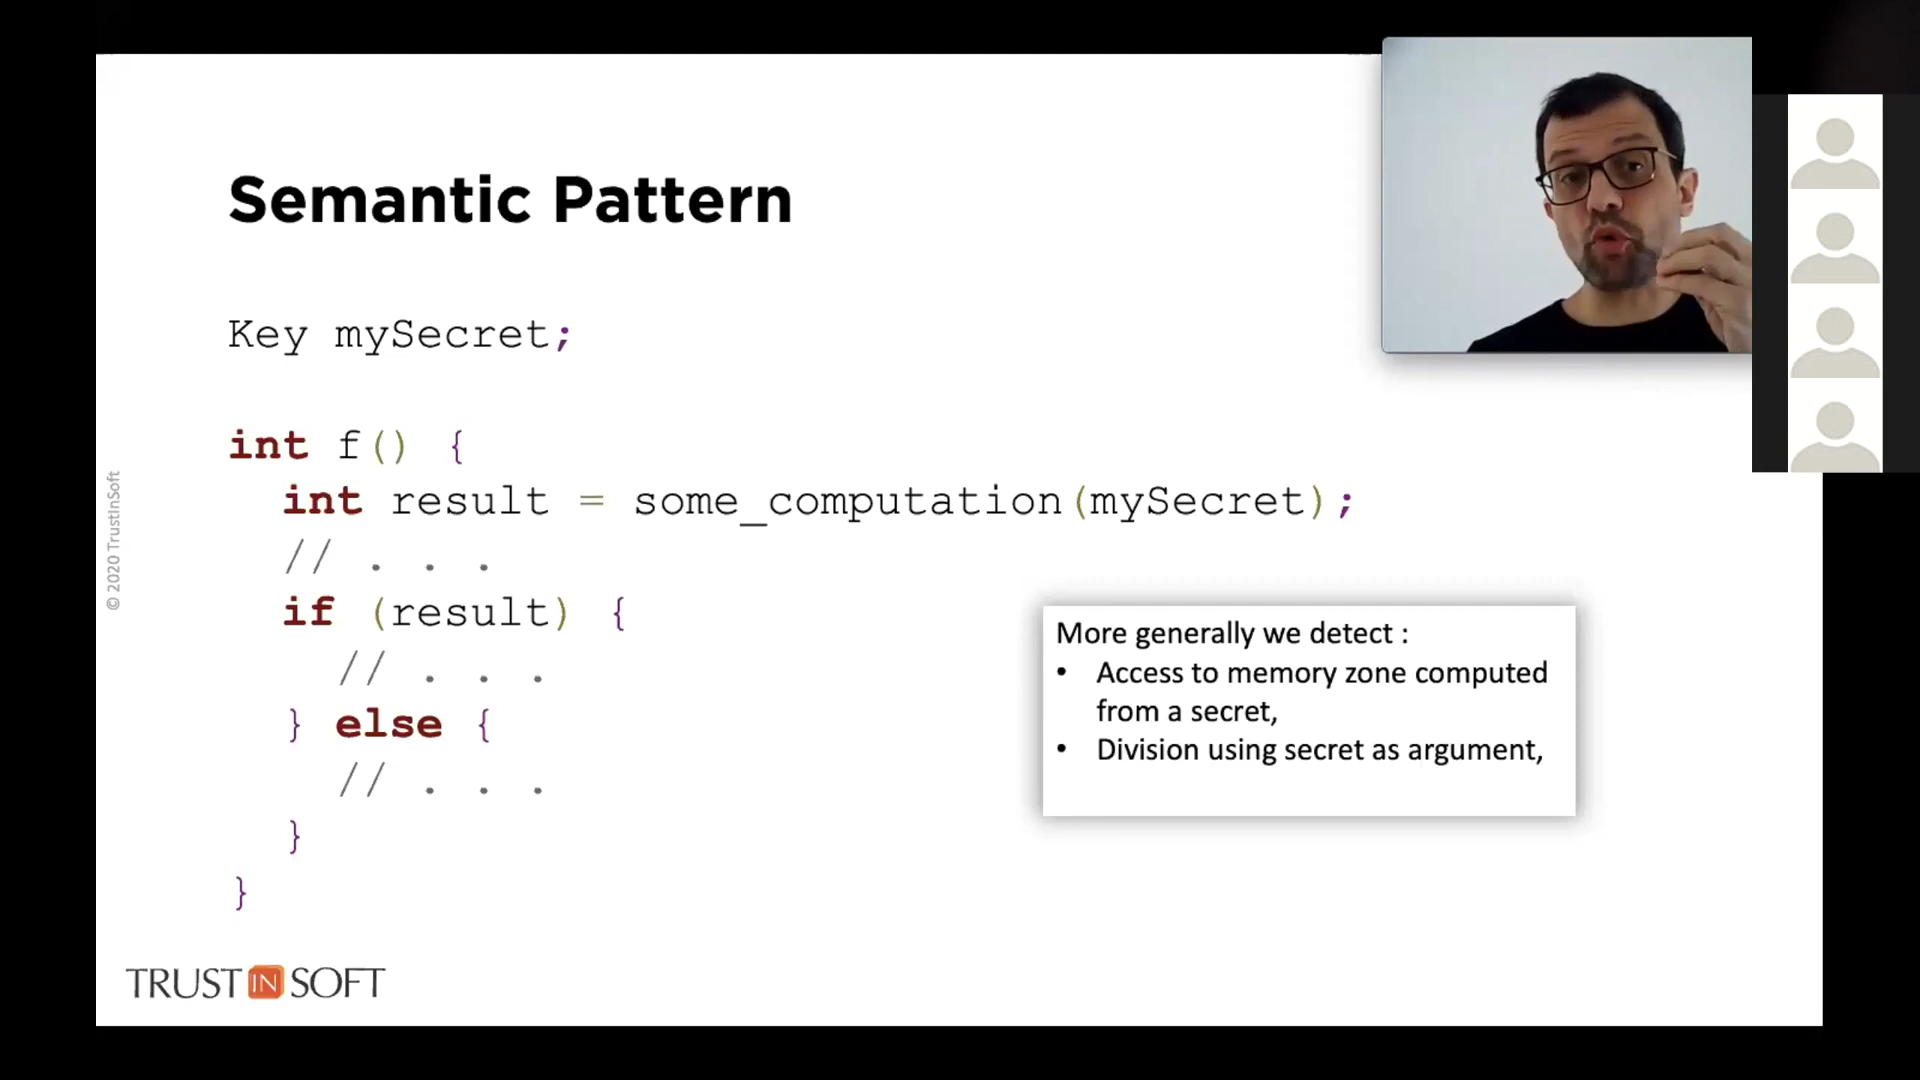 Semantic Pattern
Key mySecret;
int f() {
int result = some_computation(mySecret);
// . . .
if (result) {
// . . .
} else {
// . . .
}
}
More generally we detect :
• Access to memory zone computed
from a secret,
• Division using secret as argument,
© 2020 TrustInSoft
TRUST IN SOFT